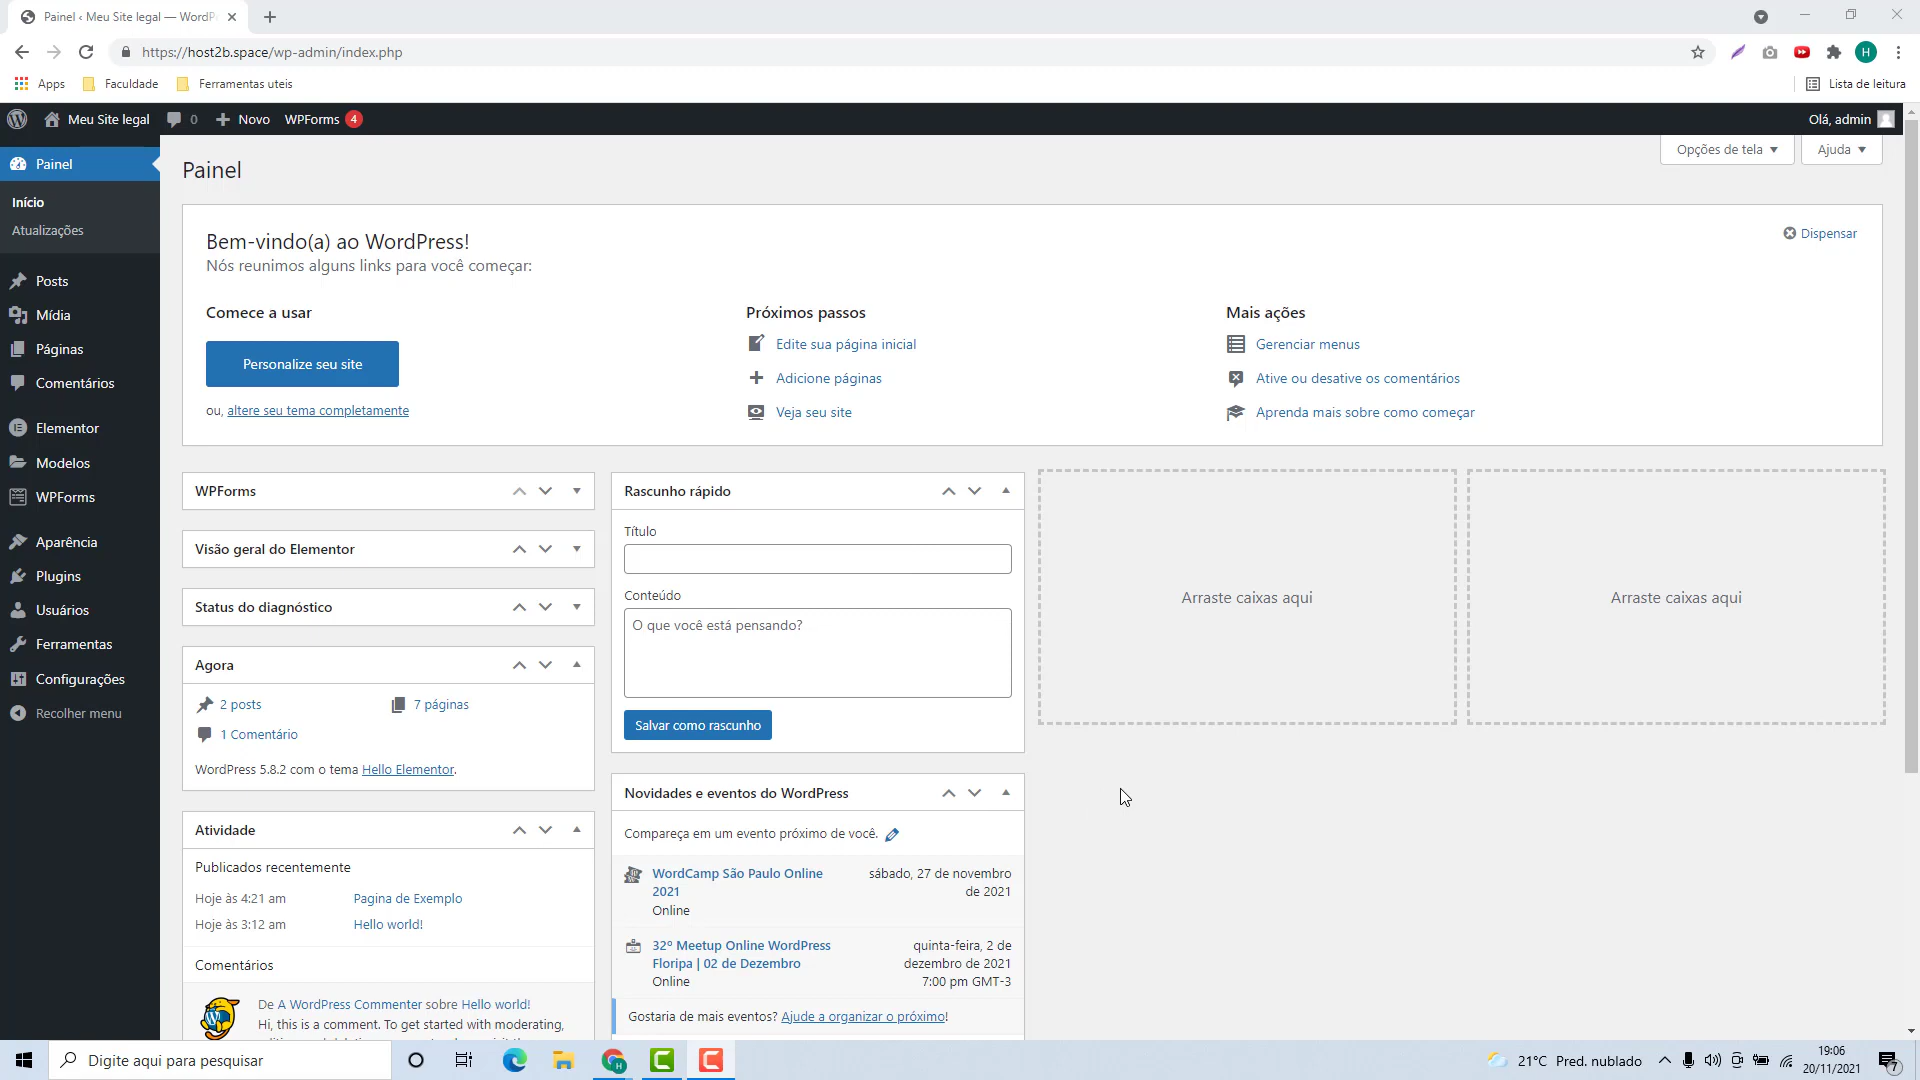 Painel ‹ Meu Site legal — WordP
https://host2b.space/wp-admin/index.php
H
Apps
Faculdade
Ferramentas uteis
Lista de leitura
Meu Site legal
0
Novo
WPForms 4
Olá, admin
Painel
Início
Atualizações
Posts
Mídia
Páginas
Comentários
Elementor
Modelos
WPForms
Aparência
Plugins
Usuários
Ferramentas
Configurações
Recolher menu
Painel
Opções de tela
Ajuda
Bem-vindo(a) ao WordPress!
Nós reunimos alguns links para você começar:
Dispensar
Comece a usar
Personalize seu site
ou, altere seu tema completamente
Próximos passos
Edite sua página inicial
Adicione páginas
Veja seu site
Mais ações
Gerenciar menus
Ative ou desative os comentários
Aprenda mais sobre como começar
WPForms
Visão geral do Elementor
Status do diagnóstico
Agora
2 posts
7 páginas
1 Comentário
WordPress 5.8.2 com o tema Hello Elementor.
Atividade
Publicados recentemente
Hoje às 4:21 am
Pagina de Exemplo
Hoje às 3:12 am
Hello world!
Comentários
De A WordPress Commenter sobre Hello world!
Hi, this is a comment. To get started with moderating,
Rascunho rápido
Título
Conteúdo
O que você está pensando?
Salvar como rascunho
Novidades e eventos do WordPress
Compareça em um evento próximo de você.
WordCamp São Paulo Online
2021
Online
sábado, 27 de novembro
de 2021
32º Meetup Online WordPress
Floripa | 02 de Dezembro
Online
quinta-feira, 2 de
dezembro de 2021
7:00 pm GMT-3
Gostaria de mais eventos? Ajude a organizar o próximo!
Arraste caixas aqui
Arraste caixas aqui
Digite aqui para pesquisar
21°C Pred. nublado
19:06
20/11/2021
7